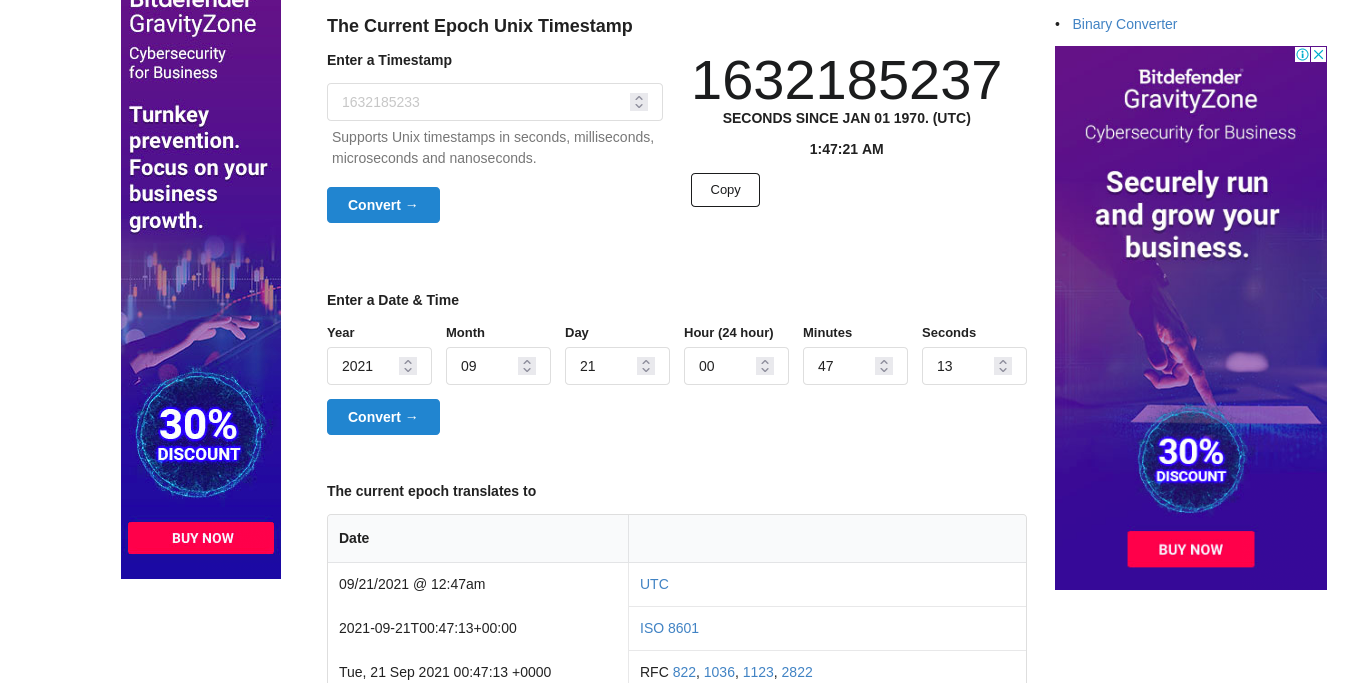 Bitdefender
GravityZone
Cybersecurity
for Business
Turnkey
prevention.
Focus on your
business
growth.
30%
DISCOUNT
BUY NOW
The Current Epoch Unix Timestamp
Enter a Timestamp
1632185233
Supports Unix timestamps in seconds, milliseconds,
microseconds and nanoseconds.
Convert →
1632185237
SECONDS SINCE JAN 01 1970. (UTC)
1:47:21 AM
Copy
Enter a Date & Time
Year Month Day Hour (24 hour) Minutes Seconds
2021 09 21 00 47 13
Convert →
The current epoch translates to
Date
09/21/2021 @ 12:47am UTC
2021-09-21T00:47:13+00:00 ISO 8601
Tue, 21 Sep 2021 00:47:13 +0000 RFC 822, 1036, 1123, 2822
• Binary Converter
Bitdefender
GravityZone
Cybersecurity for Business
Securely run
and grow your
business.
30%
DISCOUNT
BUY NOW